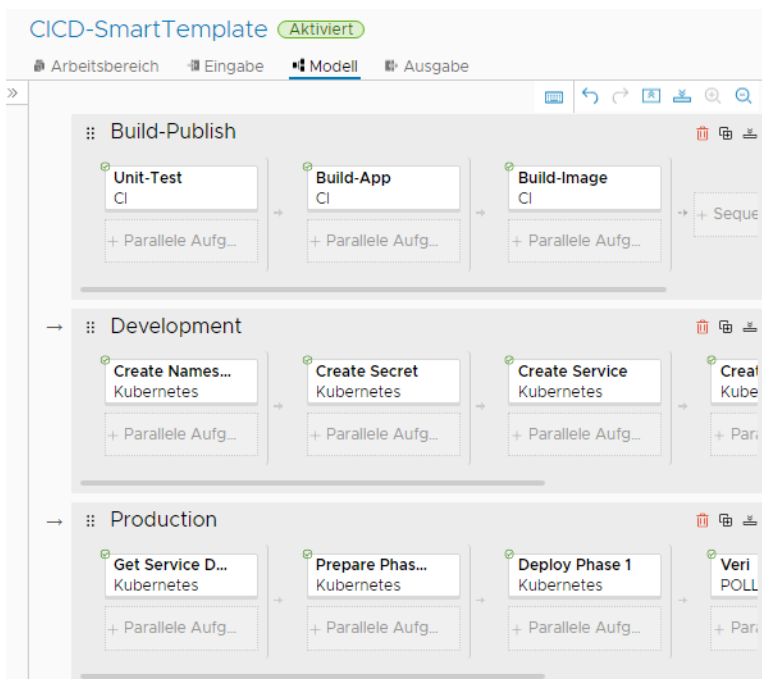 CICD-SmartTemplate Aktiviert
Arbeitsbereich Eingabe Modell Ausgabe
Build-Publish
Unit-Test Build-App Build-Image
CI CI CI
+ Seque
+ Parallele Aufg... + Parallele Aufg... + Parallele Aufg...
Development
Create Names... Create Secret Create Service Creat
Kubernetes Kubernetes Kubernetes Kube
+ Parallele Aufg... + Parallele Aufg... + Parallele Aufg... + Para
Production
Get Service D... Prepare Phas... Deploy Phase 1 Veri
Kubernetes Kubernetes Kubernetes POLL
+ Parallele Aufg... + Parallele Aufg... + Parallele Aufg... + Para